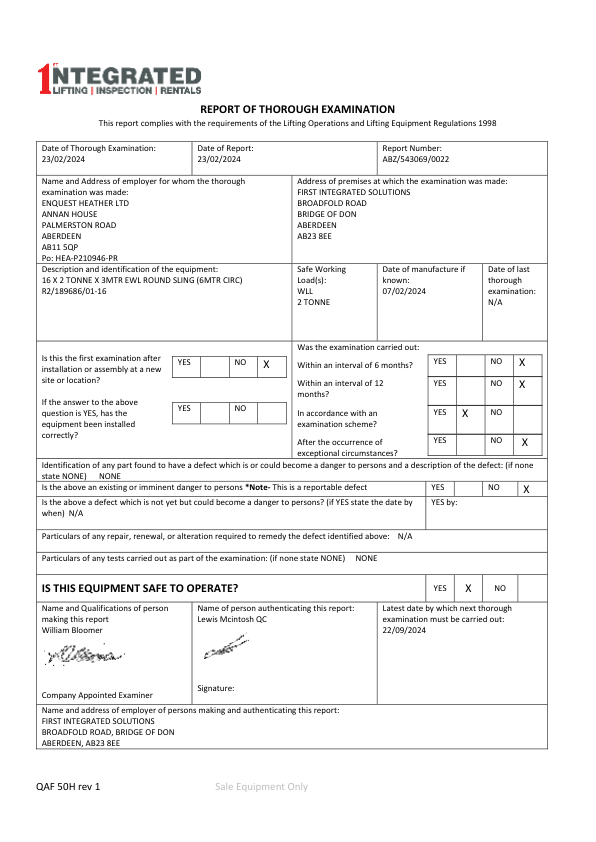 1NTEGRATED
LIFTING | INSPECTION | RENTALS
REPORT OF THOROUGH EXAMINATION
This report complies with the requirements of the Lifting Operations and Lifting Equipment Regulations 1998
Date of Thorough Examination:
23/02/2024
Date of Report:
23/02/2024
Report Number:
ABZ/543069/0022
Name and Address of employer for whom the thorough
examination was made:
ENQUEST HEATHER LTD
ANNAN HOUSE
PALMERSTON ROAD
ABERDEEN
AB11 5QP
Po: HEA-P210946-PR
Address of premises at which the examination was made:
FIRST INTEGRATED SOLUTIONS
BROADFOLD ROAD
BRIDGE OF DON
ABERDEEN
AB23 8EE
Description and identification of the equipment:
16 X 2 TONNE X 3MTR EWL ROUND SLING (6MTR CIRC)
R2/189686/01-16
Safe Working
Load(s):
WLL
2 TONNE
Date of manufacture if
known:
07/02/2024
Date of last
thorough
examination:
N/A
Is this the first examination after
installation or assembly at a new
site or location?
YES NO X
If the answer to the above
question is YES, has the
equipment been installed
correctly?
YES NO
Was the examination carried out:
Within an interval of 6 months?
YES NO X
Within an interval of 12
months?
YES NO X
In accordance with an
examination scheme?
YES X NO
After the occurrence of
exceptional circumstances?
YES NO X
Identification of any part found to have a defect which is or could become a danger to persons and a description of the defect: (if none
state NONE) NONE
Is the above an existing or imminent danger to persons *Note- This is a reportable defect
YES NO X
Is the above a defect which is not yet but could become a danger to persons? (if YES state the date by
when) N/A
YES by:
Particulars of any repair, renewal, or alteration required to remedy the defect identified above: N/A
Particulars of any tests carried out as part of the examination: (if none state NONE) NONE
IS THIS EQUIPMENT SAFE TO OPERATE?
YES X NO
Name and Qualifications of person
making this report
William Bloomer
Company Appointed Examiner
Name of person authenticating this report:
Lewis Mcintosh QC
Signature:
Latest date by which next thorough
examination must be carried out:
22/09/2024
Name and address of employer of persons making and authenticating this report:
FIRST INTEGRATED SOLUTIONS
BROADFOLD ROAD, BRIDGE OF DON
ABERDEEN, AB23 8EE
QAF 50H rev 1
Sale Equipment Only